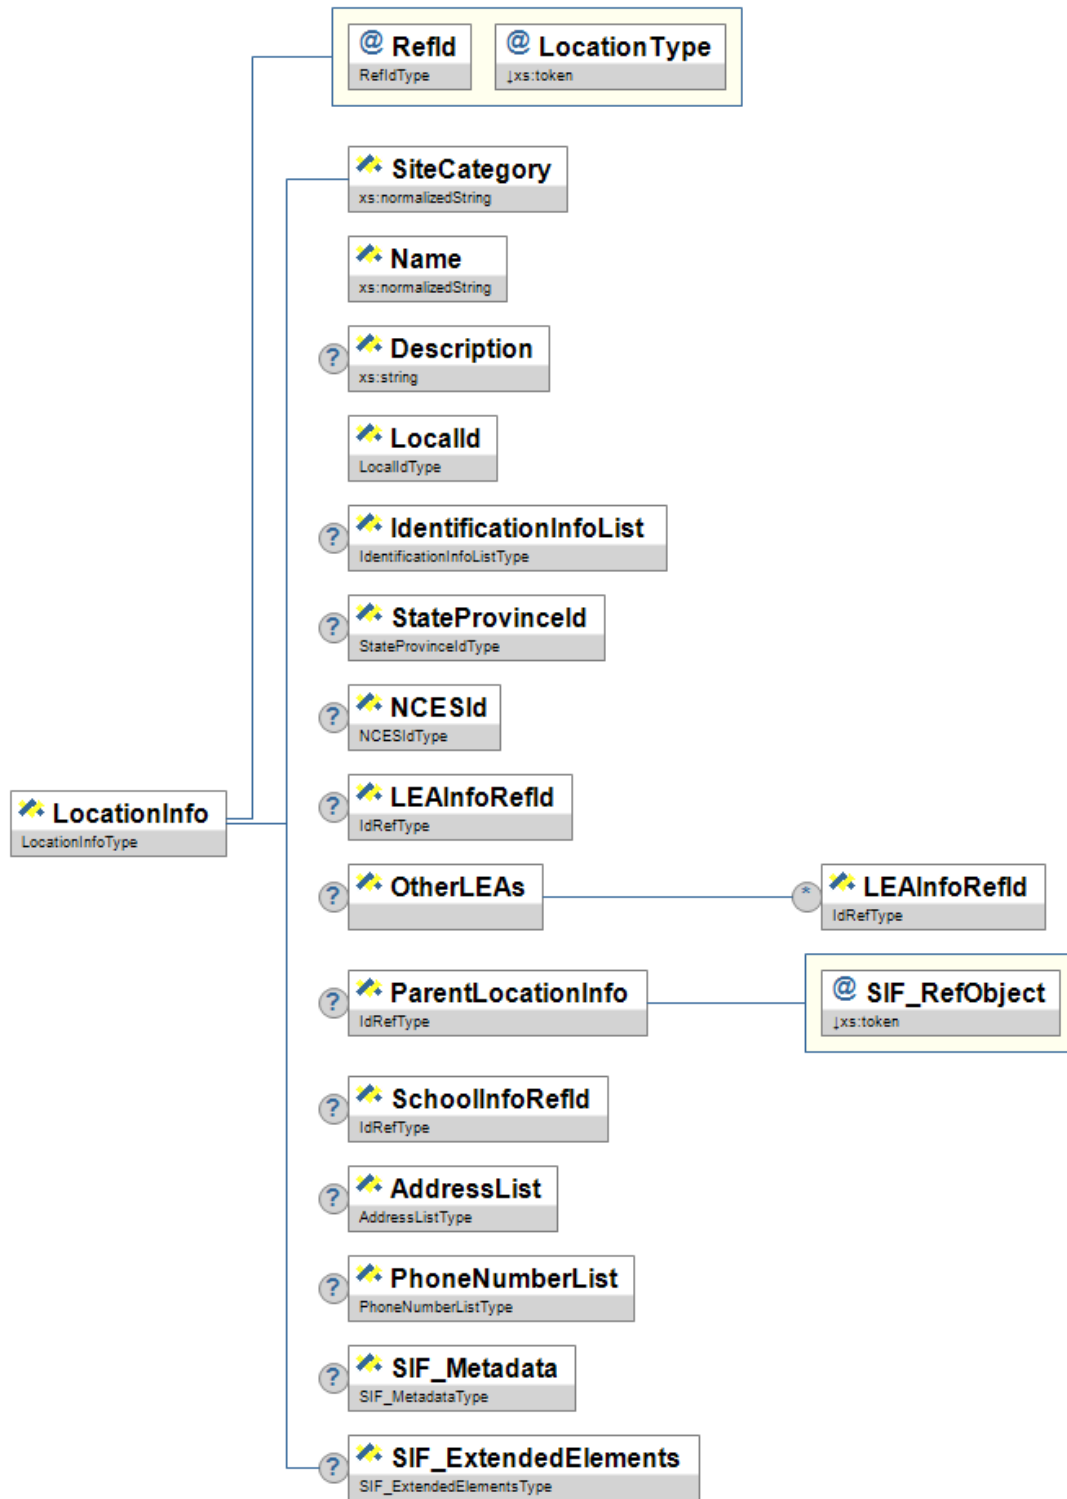 @ RefId
RefIdType
@ LocationType
↓xs:token
SiteCategory
xs:normalizedString
Name
xs:normalizedString
? Description
xs:string
LocalId
LocalIdType
? IdentificationInfoList
IdentificationInfoListType
? StateProvinceId
StateProvinceIdType
? NCESId
NCESIdType
LocationInfo
LocationInfoType
? LEAInfoRefId
IdRefType
? OtherLEAs
* LEAInfoRefId
IdRefType
? ParentLocationInfo
IdRefType
@ SIF_RefObject
↓xs:token
? SchoolInfoRefId
IdRefType
? AddressList
AddressListType
? PhoneNumberList
PhoneNumberListType
? SIF_Metadata
SIF_MetadataType
? SIF_ExtendedElements
SIF_ExtendedElementsType